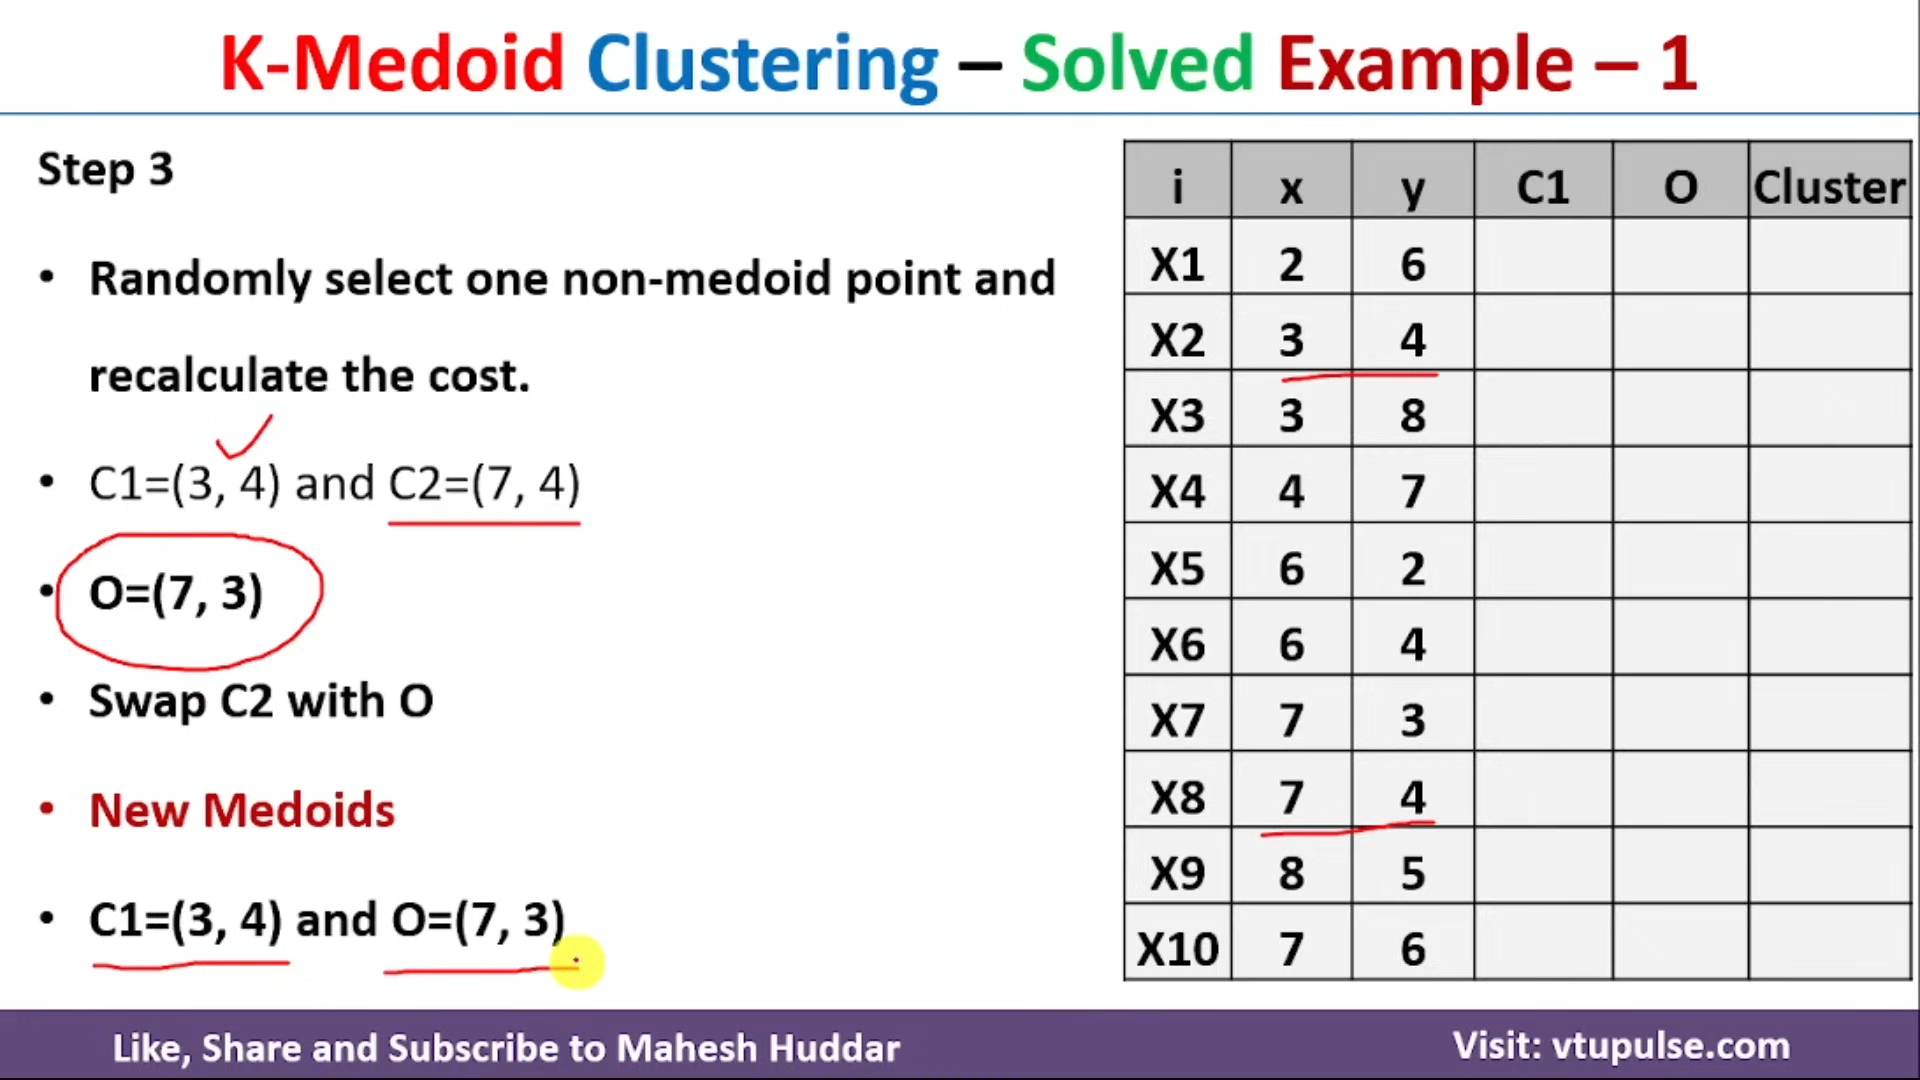 K-Medoid Clustering – Solved Example – 1
Step 3
• Randomly select one non-medoid point and
recalculate the cost.
• C1=(3, 4) and C2=(7, 4)
• O=(7, 3)
• Swap C2 with O
• New Medoids
• C1=(3, 4) and O=(7, 3)
i x y C1 O Cluster
X1 2 6
X2 3 4
X3 3 8
X4 4 7
X5 6 2
X6 6 4
X7 7 3
X8 7 4
X9 8 5
X10 7 6
Like, Share and Subscribe to Mahesh Huddar
Visit: vtupulse.com